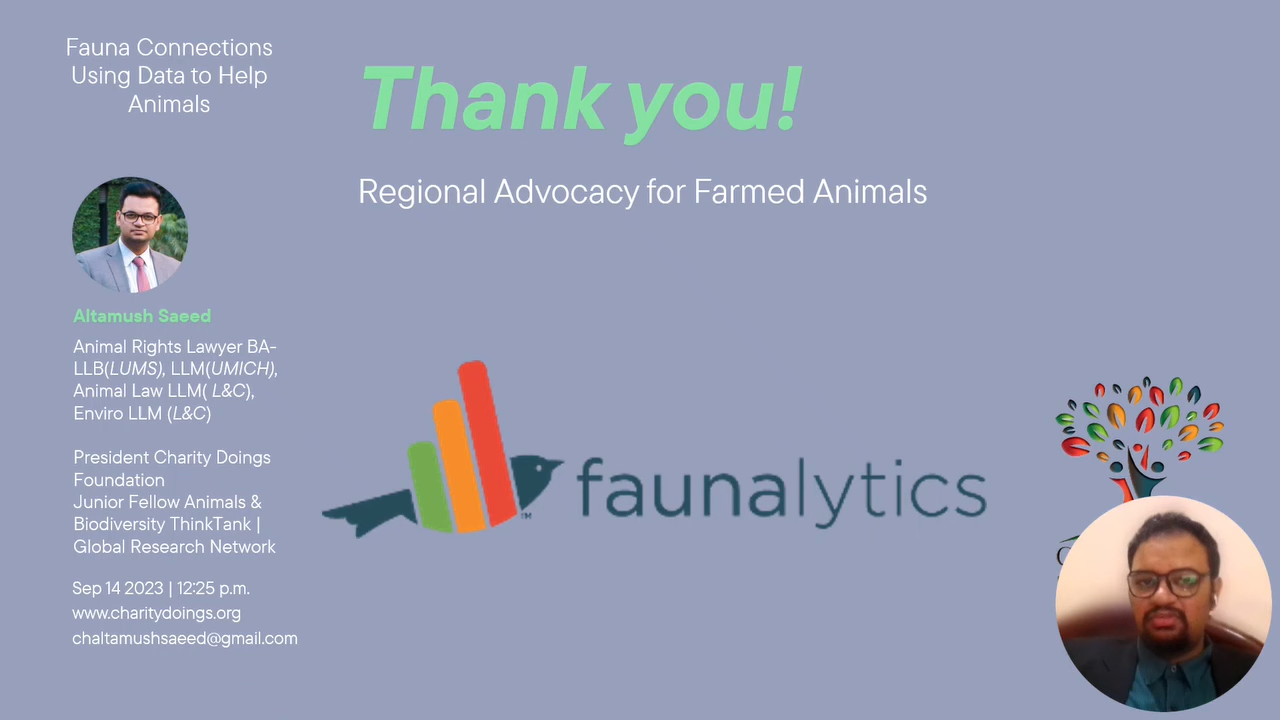 Fauna Connections
Using Data to Help
Animals
Thank you!
Regional Advocacy for Farmed Animals
Altamush Saeed
Animal Rights Lawyer BA-
LLB(LUMS), LLM(UMICH),
Animal Law LLM( L&C),
Enviro LLM (L&C)
President Charity Doings
Foundation
Junior Fellow Animals &
Biodiversity ThinkTank |
Global Research Network
Sep 14 2023 | 12:25 p.m.
www.charitydoings.org
chaltamushsaeed@gmail.com
faunalytics
TM